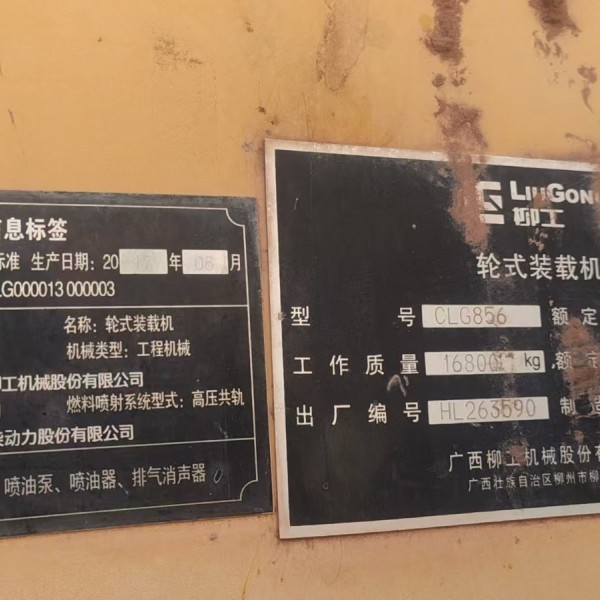 息标签
标准 生产日期: 20 17 年 06 月
LG000013 000003
名称: 轮式装载机
机械类型: 工程机械
柳工机械股份有限公司
燃料喷射系统型式: 高压共轨
柴动力股份有限公司
喷油泵、喷油器、排气消声器
LIUGONG
柳工
轮式装载机
型 号 CLG856 额定
工作质量 16800 kg 额定
出厂编号 HL263590 制造
广西柳工机械股份有
广西壮族自治区柳州市柳